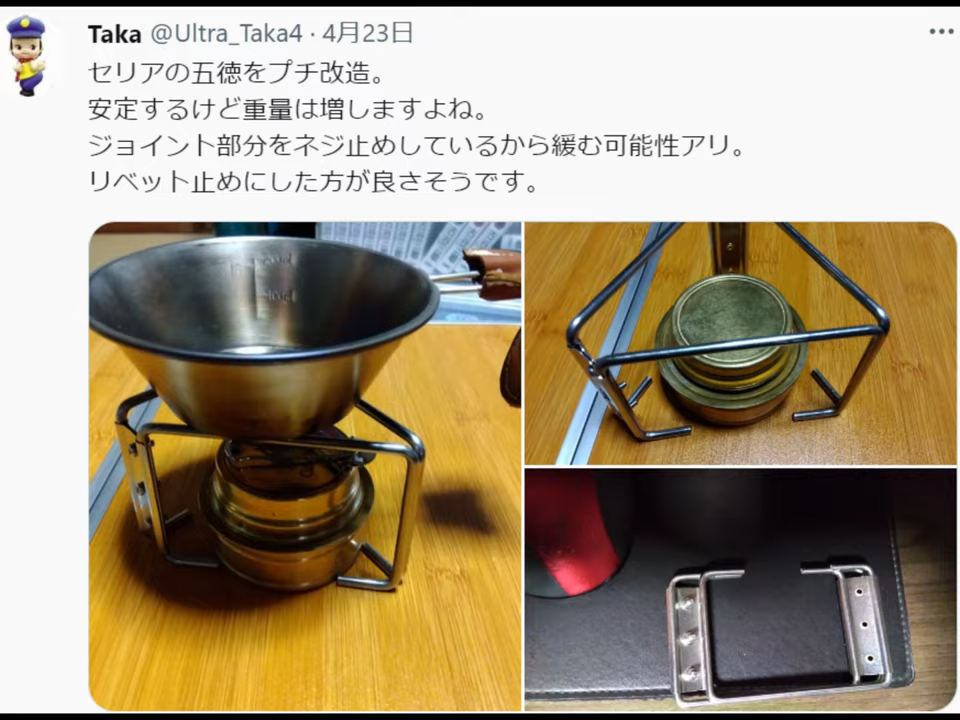 Taka @Ultra_Taka4 · 4月23日
セリアの五徳をプチ改造。
安定するけど重量は増しますよね。
ジョイント部分をネジ止めしているから緩む可能性アリ。
リベット止めにした方が良さそうです。